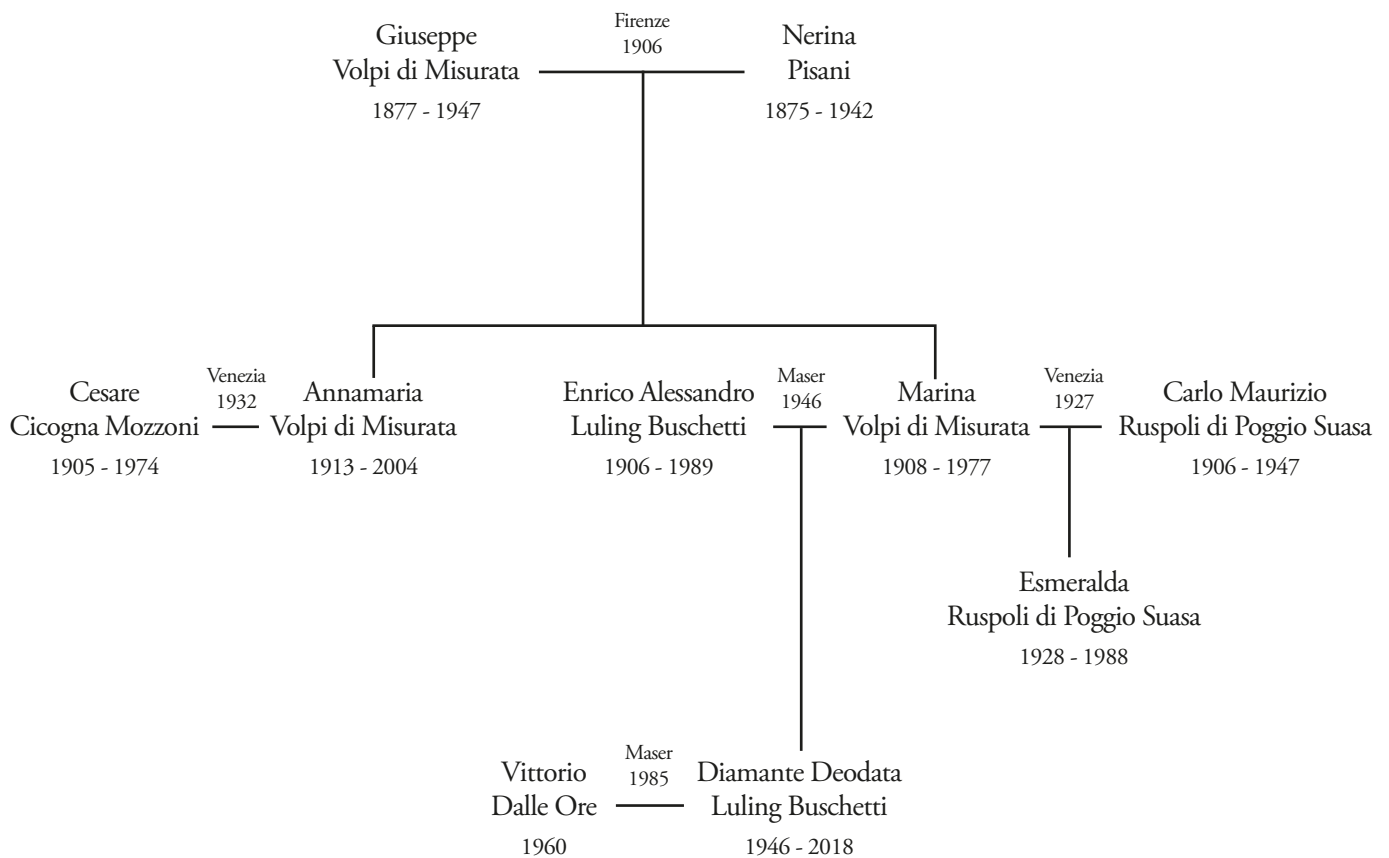 Giuseppe
Volpi di Misurata
1877 - 1947
Firenze
1906
Nerina
Pisani
1875 - 1942
Cesare
Cicogna Mozzoni
1905 - 1974
Venezia
1932
Annamaria
Volpi di Misurata
1913 - 2004
Enrico Alessandro
Luling Buschetti
1906 - 1989
Maser
1946
Marina
Volpi di Misurata
1908 - 1977
Venezia
1927
Carlo Maurizio
Ruspoli di Poggio Suasa
1906 - 1947
Esmeralda
Ruspoli di Poggio Suasa
1928 - 1988
Vittorio
Dalle Ore
1960
Maser
1985
Diamante Deodata
Luling Buschetti
1946 - 2018